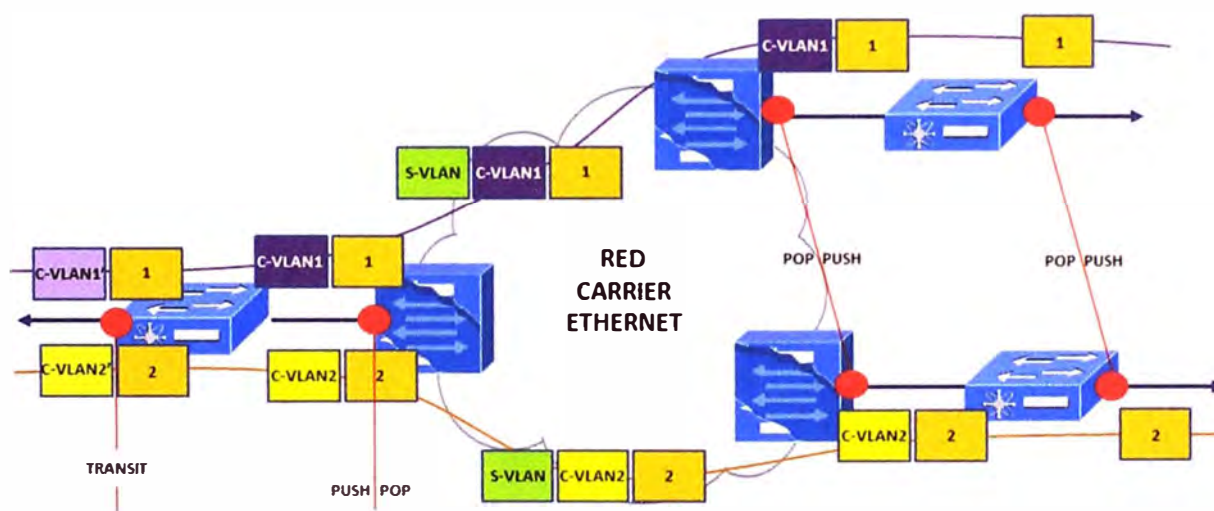 C-VLAN1 1 1
S-VLAN C-VLAN1 1
C-VLAN1' 1 C-VLAN1 1
RED
CARRIER
ETHERNET
POP PUSH
POP PUSH
C-VLAN2' 2 C-VLAN2 2
C-VLAN2 2 2
S-VLAN C-VLAN2 2
TRANSIT
PUSH POP